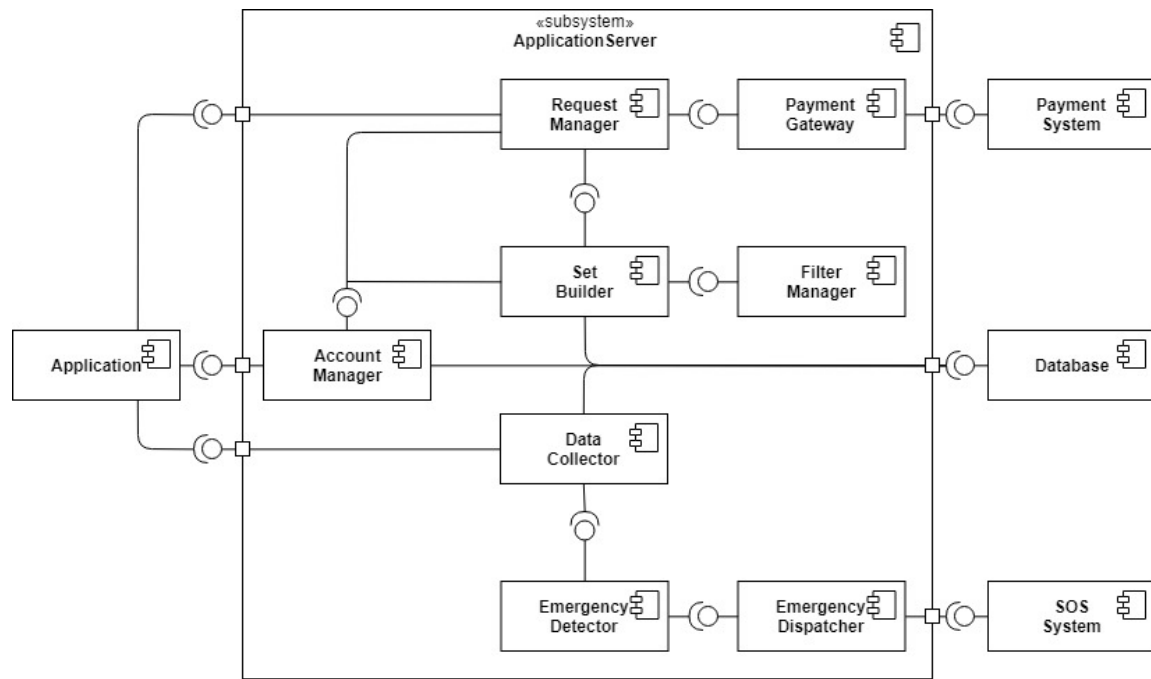 «subsystem»
ApplicationServer
Request
Manager
Payment
Gateway
Payment
System
Set
Builder
Filter
Manager
Application
Account
Manager
Database
Data
Collector
Emergency
Detector
Emergency
Dispatcher
SOS
System